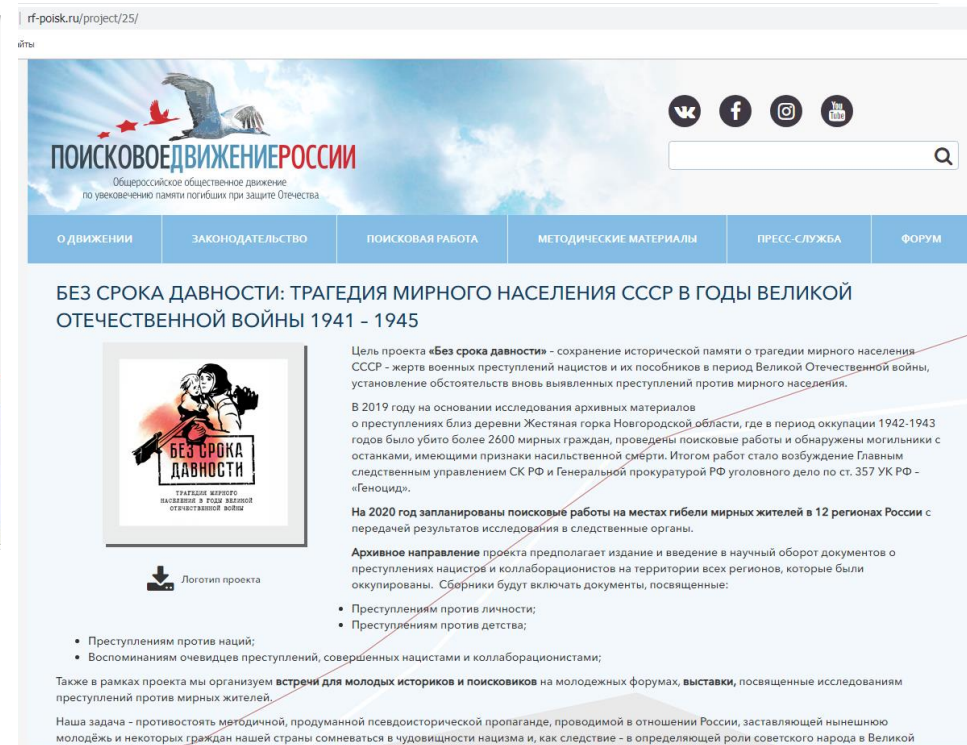 rf-poisk.ru/project/25/
йты
ПОИСКОВОЕДВИЖЕНИЕРОССИИ
Общероссийское общественное движение
по увековечению памяти погибших при защите Отечества
You
Tube
О ДВИЖЕНИИ ЗАКОНОДАТЕЛЬСТВО ПОИСКОВАЯ РАБОТА МЕТОДИЧЕСКИЕ МАТЕРИАЛЫ ПРЕСС-СЛУЖБА ФОРУМ
БЕЗ СРОКА ДАВНОСТИ: ТРАГЕДИЯ МИРНОГО НАСЕЛЕНИЯ СССР В ГОДЫ ВЕЛИКОЙ
ОТЕЧЕСТВЕННОЙ ВОЙНЫ 1941 – 1945
БЕЗ СРОКА
ДАВНОСТИ
ТРАГЕДИЯ МИРНОГО
НАСЕЛЕНИЯ В ГОДЫ ВЕЛИКОЙ
ОТЕЧЕСТВЕННОЙ ВОЙНЫ
Логотип проекта
Цель проекта «Без срока давности» - сохранение исторической памяти о трагедии мирного населения
СССР – жертв военных преступлений нацистов и их пособников в период Великой Отечественной войны,
установление обстоятельств вновь выявленных преступлений против мирного населения.
В 2019 году на основании исследования архивных материалов
о преступлениях близ деревни Жестяная горка Новгородской области, где в период оккупации 1942-1943
годов было убито более 2600 мирных граждан, проведены поисковые работы и обнаружены могильники с
останками, имеющими признаки насильственной смерти. Итогом работ стало возбуждение Главным
следственным управлением СК РФ и Генеральной прокуратурой РФ уголовного дело по ст. 357 УК РФ –
«Геноцид».
На 2020 год запланированы поисковые работы на местах гибели мирных жителей в 12 регионах России с
передачей результатов исследования в следственные органы.
Архивное направление проекта предполагает издание и введение в научный оборот документов о
преступлениях нацистов и коллаборационистов на территории всех регионов, которые были
оккупированы. Сборники будут включать документы, посвященные:
• Преступлениям против личности;
• Преступлениям против детства;
• Преступлениям против наций;
• Воспоминаниям очевидцев преступлений, совершенных нацистами и коллаборационистами;
Также в рамках проекта мы организуем встречи для молодых историков и поисковиков на молодежных форумах, выставки, посвященные исследованиям
преступлений против мирных жителей.
Наша задача – противостоять методичной, продуманной псевдоисторической пропаганде, проводимой в отношении России, заставляющей нынешнюю
молодёжь и некоторых граждан нашей страны сомневаться в чудовищности нацизма и, как следствие – в определяющей роли советского народа в Великой